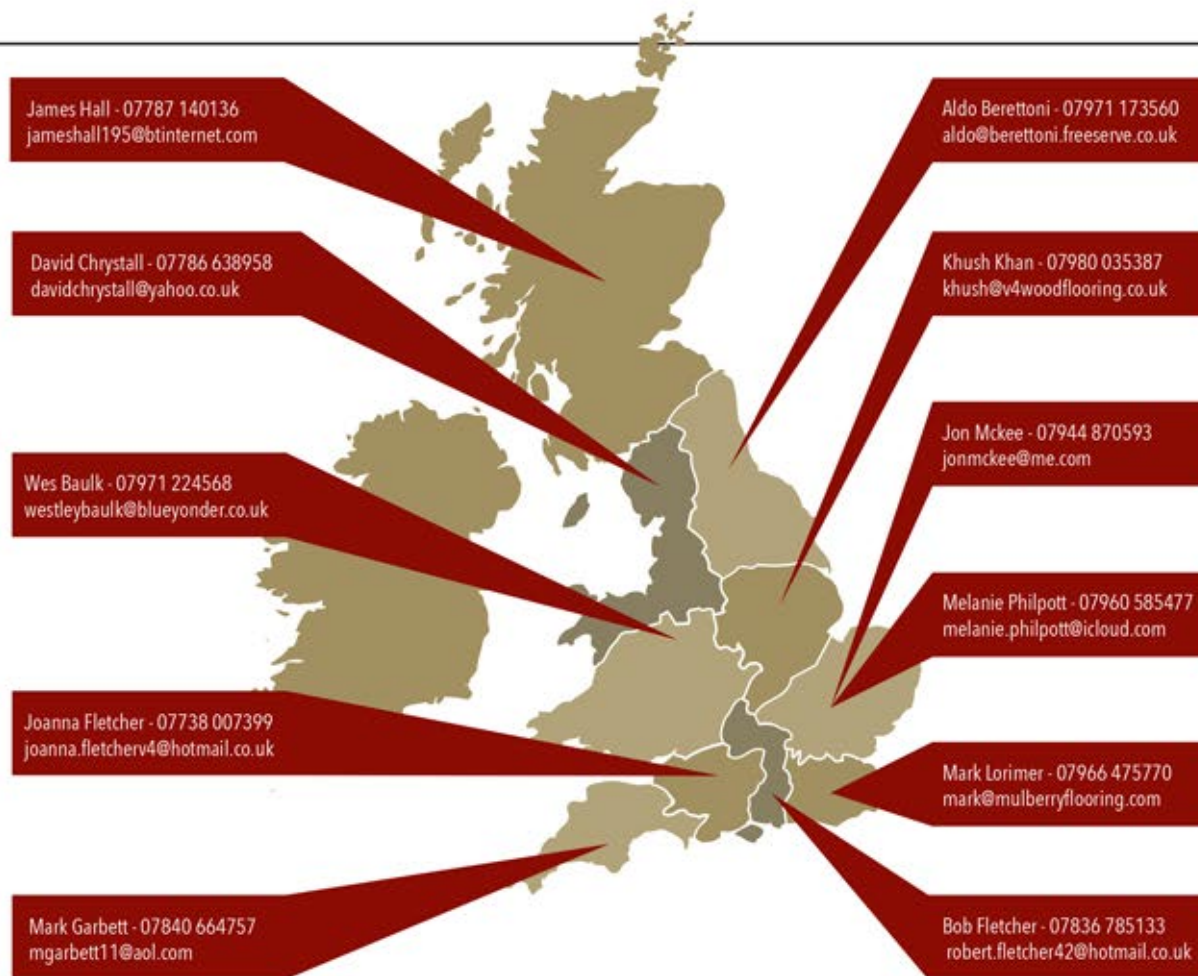 James Hall - 07787 140136
jameshall195@btinternet.com
David Chrystall - 07786 638958
davidchrystall@yahoo.co.uk
Wes Baulk - 07971 224568
westleybaulk@blueyonder.co.uk
Joanna Fletcher - 07738 007399
joanna.fletcherv4@hotmail.co.uk
Mark Garbett - 07840 664757
mgarbett11@aol.com
Aldo Berettoni - 07971 173560
aldo@berettoni.freeserve.co.uk
Khush Khan - 07980 035387
khush@v4woodflooring.co.uk
Jon Mckee - 07944 870593
jonmckee@me.com
Melanie Philpott - 07960 585477
melanie.philpott@icloud.com
Mark Lorimer - 07966 475770
mark@mulberryflooring.com
Bob Fletcher - 07836 785133
robert.fletcher42@hotmail.co.uk